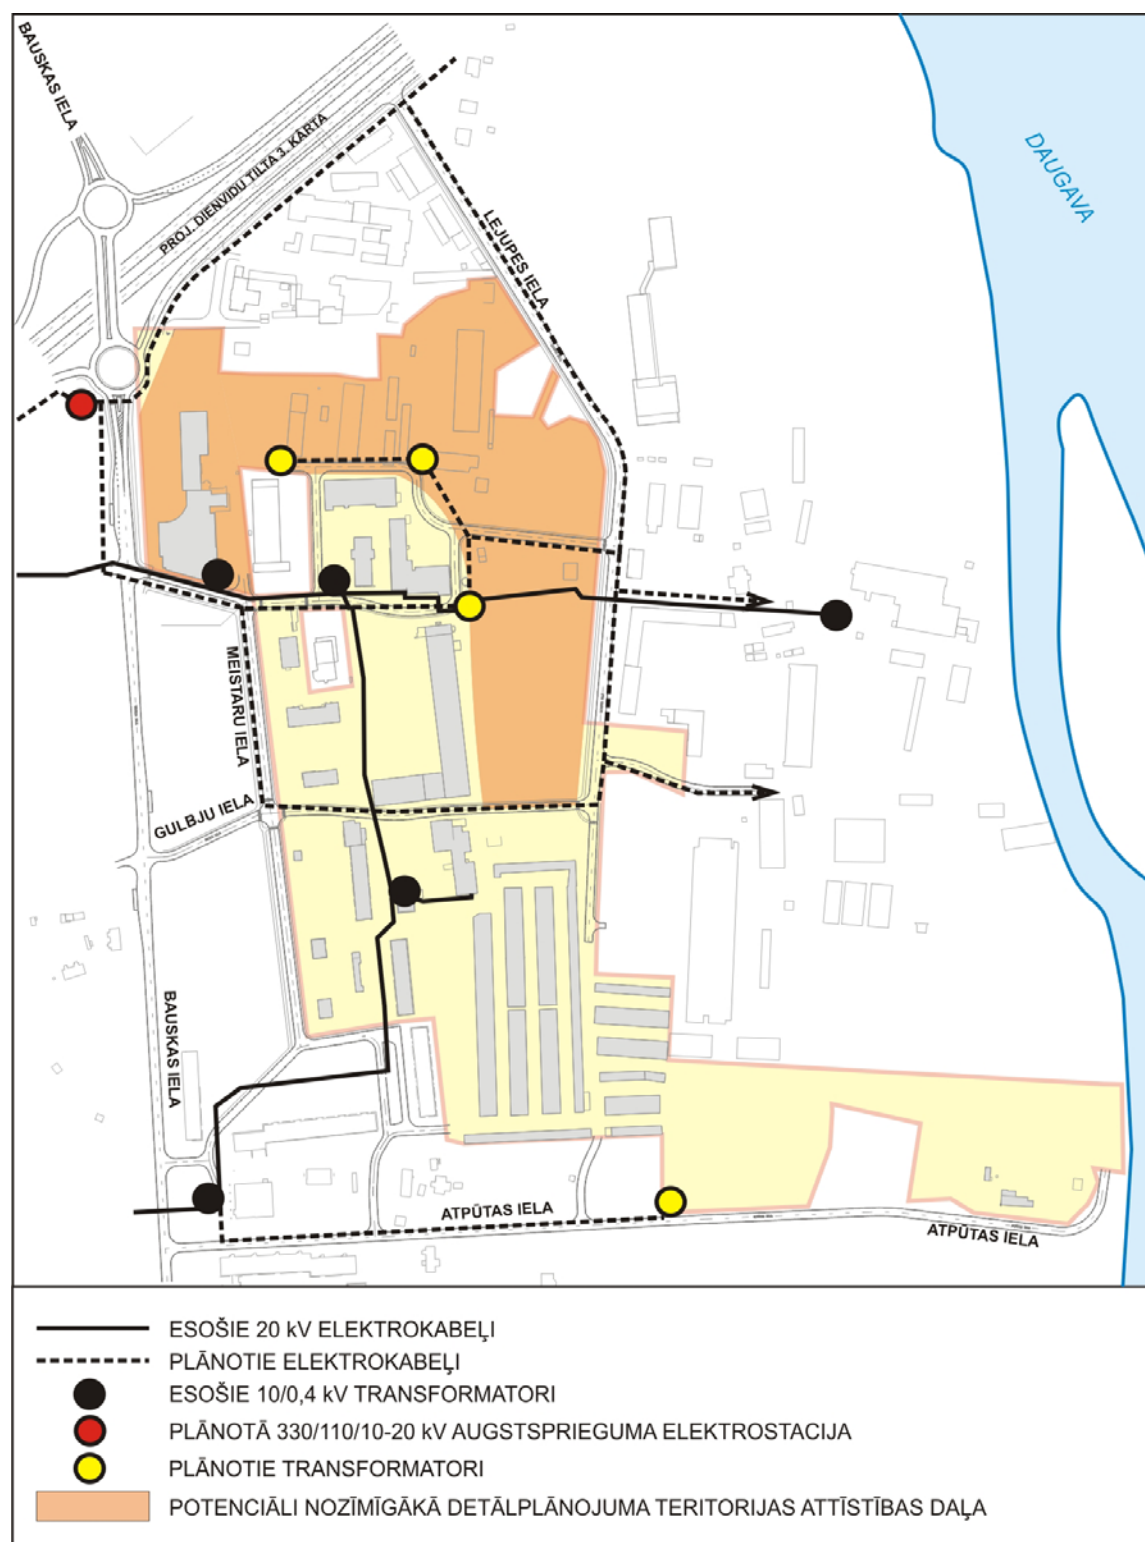 BAUSKAS IELA
PROJ. DIENVIDU TILTA 3. KĀRTA
LEJUPES IELA
DAUGAVA
MEISTARU IELA
GULBJU IELA
BAUSKAS IELA
ATPŪTAS IELA
ATPŪTAS IELA
ESOŠIE 20 kV ELEKTROKABEĻI
PLĀNOTIE ELEKTROKABEĻI
ESOŠIE 10/0,4 kV TRANSFORMATORI
PLĀNOTĀ 330/110/10-20 kV AUGSTSPRIEGUMA ELEKTROSTACIJA
PLĀNOTIE TRANSFORMATORI
POTENCIĀLI NOZĪMĪGĀKĀ DETĀLPLĀNOJUMA TERITORIJAS ATTĪSTĪBAS DAĻA